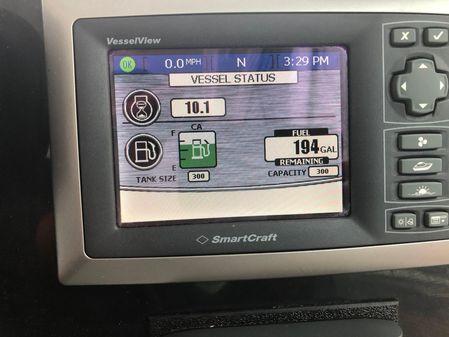 VesselView
OK 0.0 MPH N 3:29 PM
VESSEL STATUS
10.1
CA
F
E
FUEL
194 GAL
REMAINING
TANK SIZE 300
CAPACITY 300
SmartCraft